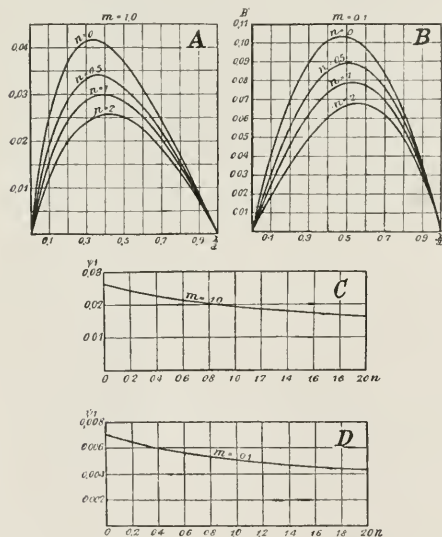 m = 1,0
A
0,04
0,03
0,02
0,01
n=0
n=0.5
n=1
n=2
0,1 0,3 0,5 0,7 0,9 1
m = 0.1
B
0,11
0,10
0,09
0,08
0,07
0,06
0,05
0,04
0,03
0,02
0,01
n=0
n=0,5
n=1
n=2
0,1 0,3 0,5 0,7 0,9 1
C
0,02
0,01
m = 1,0
0 0,2 0,4 0,6 0,8 1,0 1,2 1,4 1,6 1,8 2,0 n
D
0,008
0,006
0,004
0,002
m = 0,1
0 0,2 0,4 0,6 0,8 1,0 1,2 1,4 1,6 1,8 2,0 n